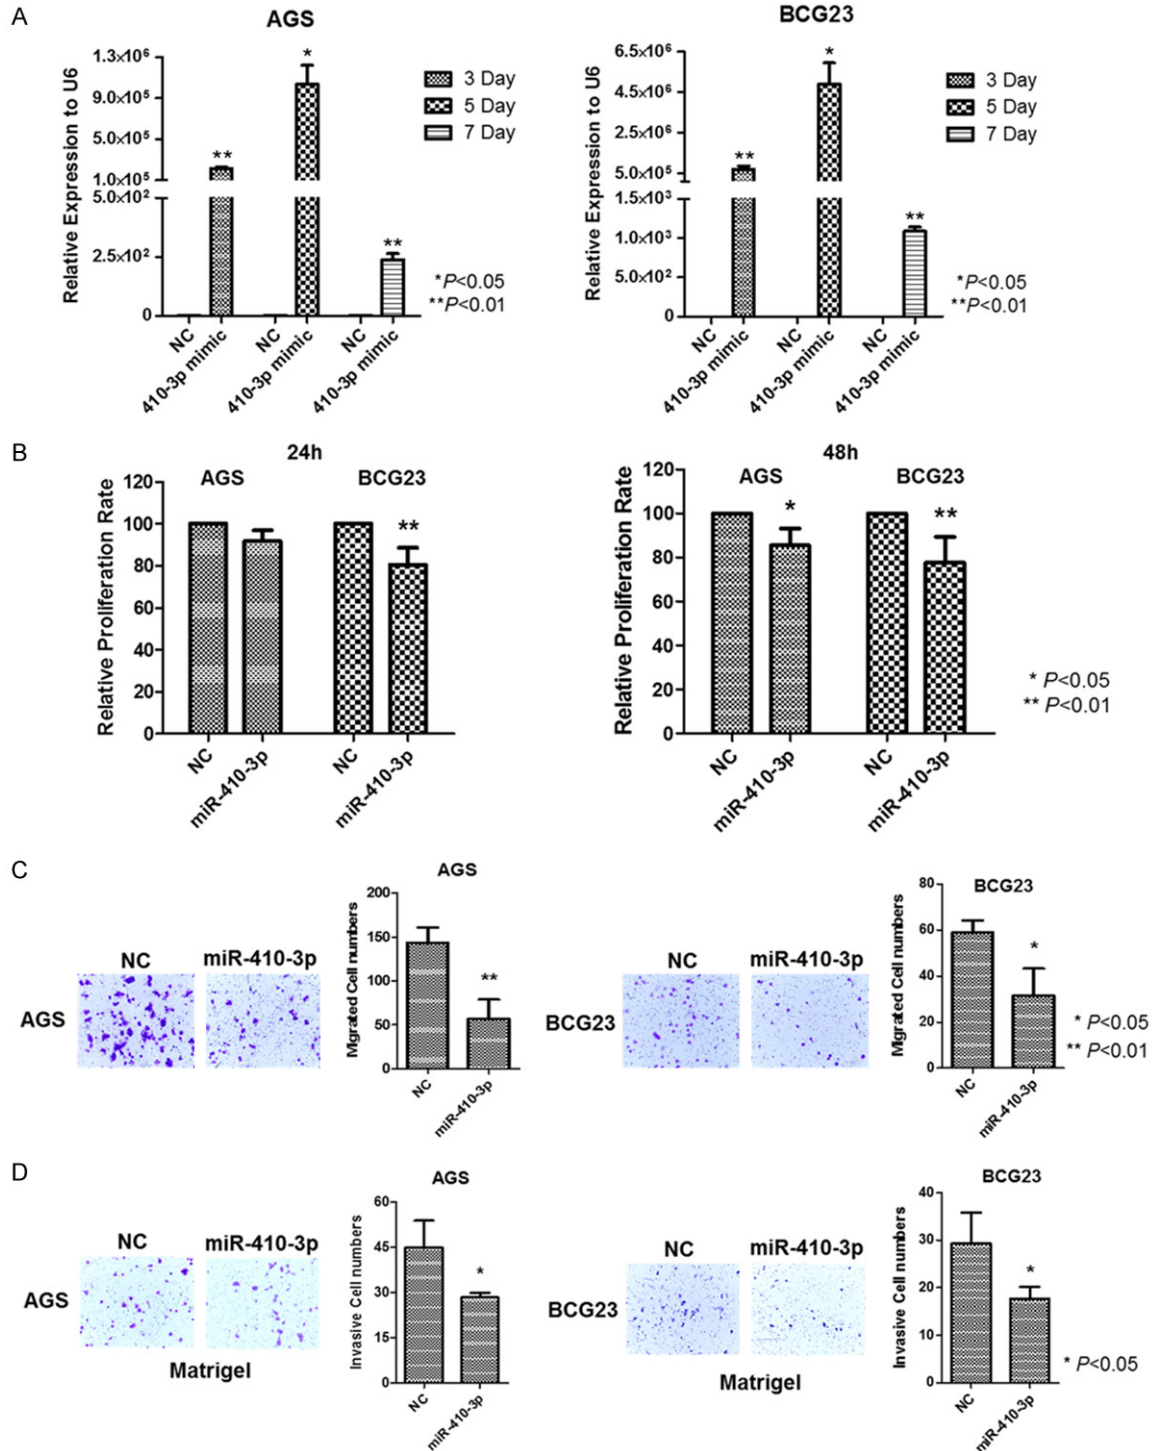 A
AGS
Relative Expression to U6
1.3×10⁶
9.0×10⁵
5.0×10⁵
1.0×10⁵
5.0×10²
2.5×10²
0
**
*
**
3 Day
5 Day
7 Day
*P<0.05
**P<0.01
NC
410-3p mimic
NC
410-3p mimic
NC
410-3p mimic
BCG23
Relative Expression to U6
6.5×10⁶
4.5×10⁶
2.5×10⁶
5.0×10⁵
1.5×10³
1.0×10³
5.0×10²
0
**
*
**
3 Day
5 Day
7 Day
*P<0.05
**P<0.01
NC
410-3p mimic
NC
410-3p mimic
NC
410-3p mimic
B
24h
AGS
BCG23
Relative Proliferation Rate
120
100
80
60
40
20
0
**
NC
miR-410-3p
NC
miR-410-3p
48h
AGS
BCG23
Relative Proliferation Rate
120
100
80
60
40
20
0
*
**
NC
miR-410-3p
NC
miR-410-3p
* P<0.05
** P<0.01
C
NC
miR-410-3p
AGS
AGS
Migrated Cell numbers
200
150
100
50
0
**
NC
miR-410-3p
NC
miR-410-3p
BCG23
BCG23
Migrated Cell numbers
80
60
40
20
0
*
NC
miR-410-3p
* P<0.05
** P<0.01
D
NC
miR-410-3p
AGS
Matrigel
AGS
Invasive Cell numbers
60
45
30
15
0
*
NC
miR-410-3p
NC
miR-410-3p
BCG23
Matrigel
BCG23
Invasive Cell numbers
40
30
20
10
0
*
NC
miR-410-3p
* P<0.05